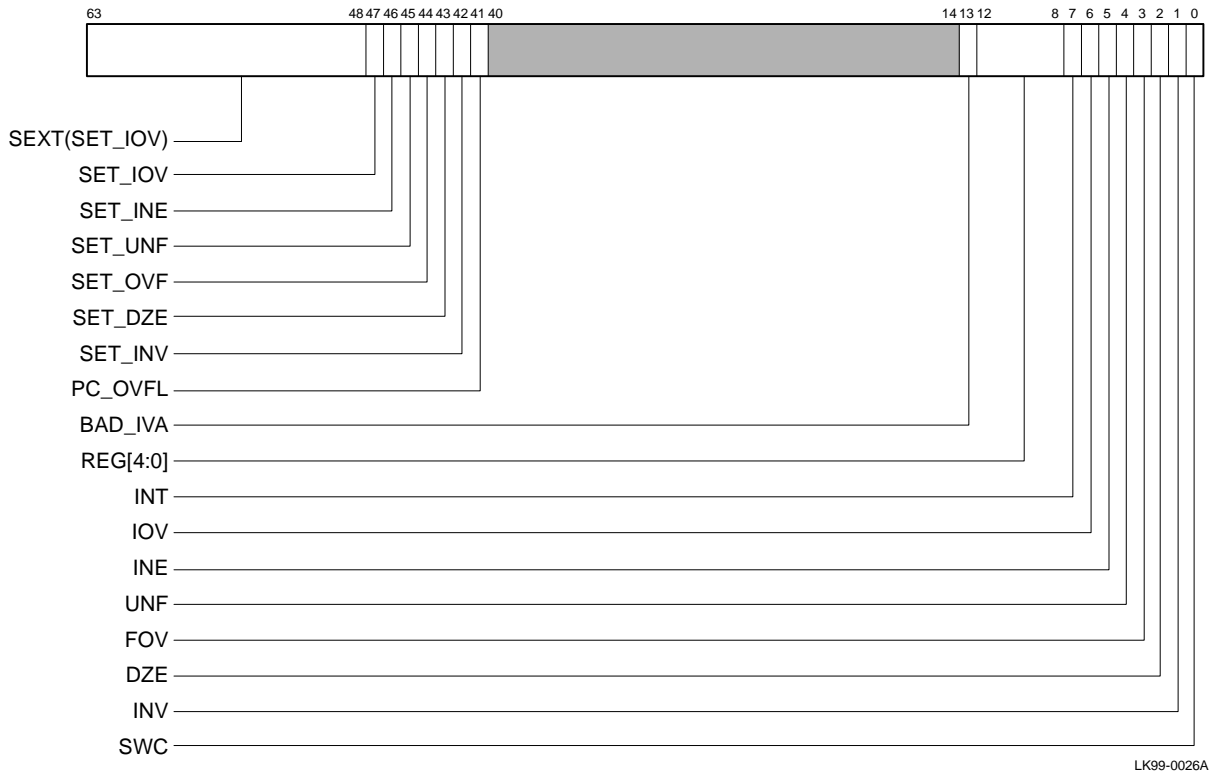 63 48 47 46 45 44 43 42 41 40 14 13 12 8 7 6 5 4 3 2 1 0
SEXT(SET_IOV)
SET_IOV
SET_INE
SET_UNF
SET_OVF
SET_DZE
SET_INV
PC_OVFL
BAD_IVA
REG[4:0]
INT
IOV
INE
UNF
FOV
DZE
INV
SWC
LK99-0026A